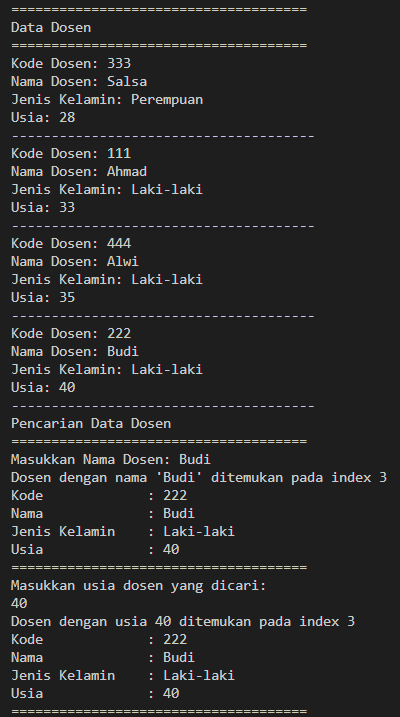 =====================================
Data Dosen
=====================================
Kode Dosen: 333
Nama Dosen: Salsa
Jenis Kelamin: Perempuan
Usia: 28
--------------------------------------
Kode Dosen: 111
Nama Dosen: Ahmad
Jenis Kelamin: Laki-laki
Usia: 33
--------------------------------------
Kode Dosen: 444
Nama Dosen: Alwi
Jenis Kelamin: Laki-laki
Usia: 35
--------------------------------------
Kode Dosen: 222
Nama Dosen: Budi
Jenis Kelamin: Laki-laki
Usia: 40
--------------------------------------
Pencarian Data Dosen
=====================================
Masukkan Nama Dosen: Budi
Dosen dengan nama 'Budi' ditemukan pada index 3
Kode             : 222
Nama             : Budi
Jenis Kelamin    : Laki-laki
Usia             : 40
=====================================
Masukkan usia dosen yang dicari:
40
Dosen dengan usia 40 ditemukan pada index 3
Kode             : 222
Nama             : Budi
Jenis Kelamin    : Laki-laki
Usia             : 40
=====================================